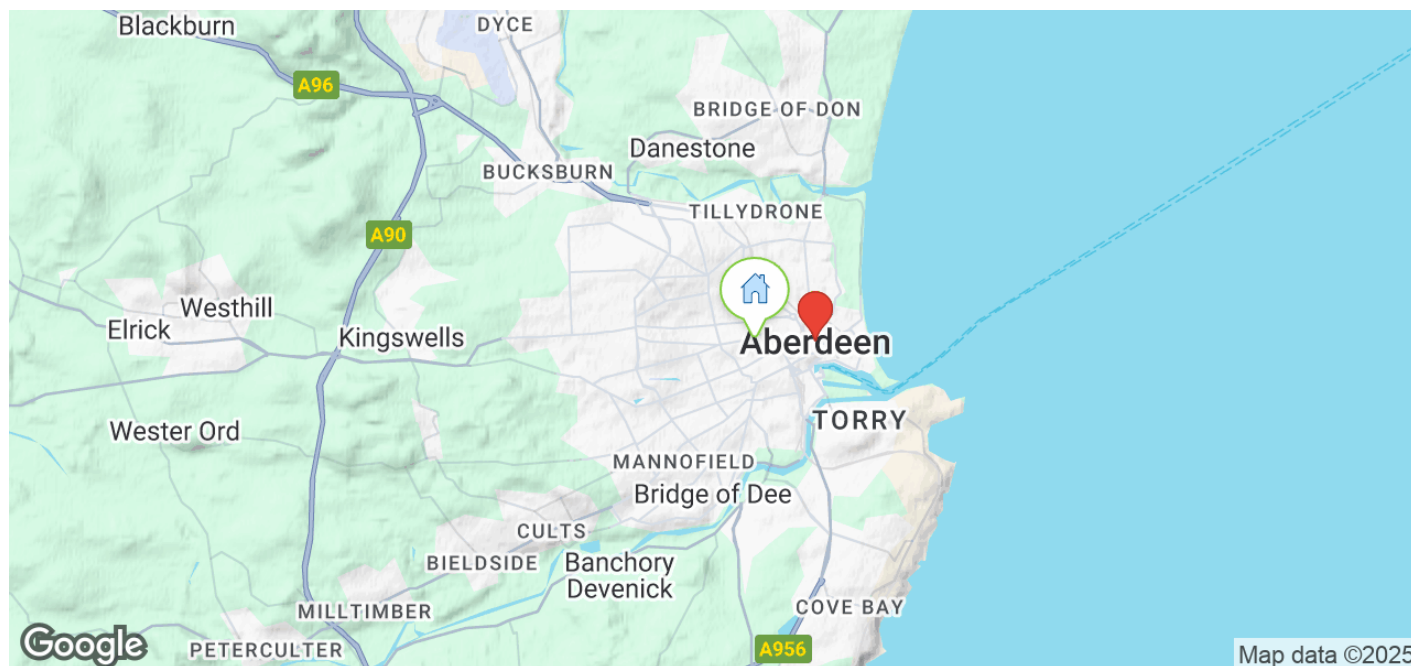 Blackburn
DYCE
A96
BRIDGE OF DON
Danestone
BUCKSBURN
TILLYDRONE
A90
Westhill
Elrick
Kingswells
Aberdeen
Wester Ord
TORRY
MANNOFIELD
Bridge of Dee
CULTS
BIELDSIDE
Banchory
Devenick
MILLTIMBER
COVE BAY
PETERCULTER
A956
Google
Map data ©2025